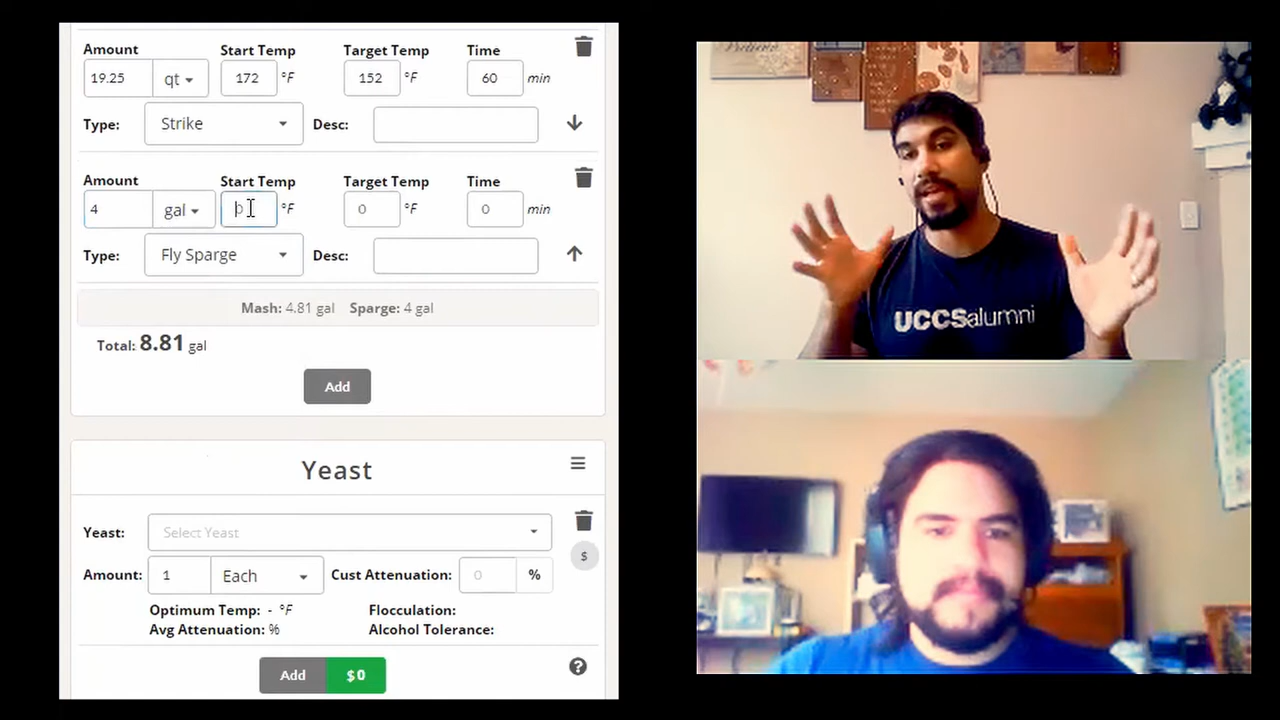 Amount Start Temp Target Temp Time
19.25 qt 172 °F 152 °F 60 min
Type: Strike Desc:
Amount Start Temp Target Temp Time
4 gal 0 °F 0 °F 0 min
Type: Fly Sparge Desc:
Mash: 4.81 gal Sparge: 4 gal
Total: 8.81 gal
Add
Yeast
Yeast: Select Yeast
$
Amount: 1 Each Cust Attenuation: 0 %
Optimum Temp: - °F Flocculation:
Avg Attenuation: % Alcohol Tolerance:
Add $0 ?
Believe
UCCSalumni